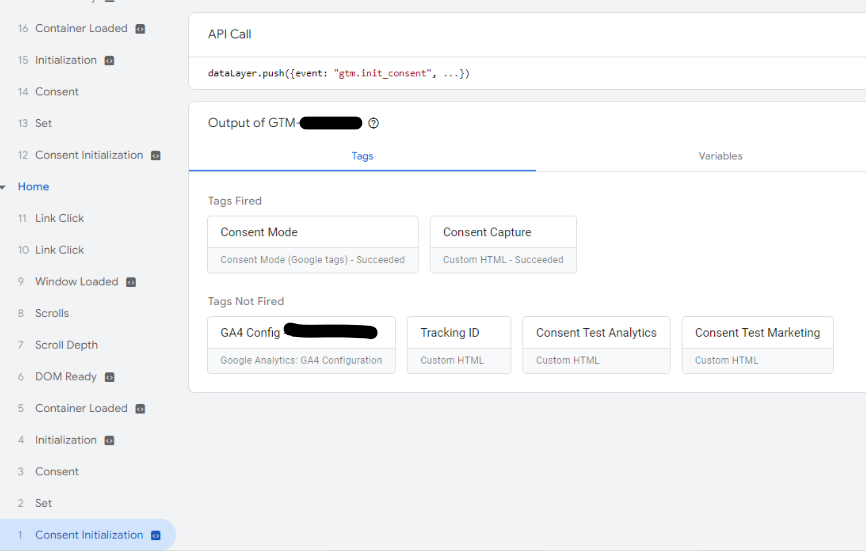 16 Container Loaded
15 Initialization
14 Consent
13 Set
12 Consent Initialization
Home
11 Link Click
10 Link Click
9 Window Loaded
8 Scrolls
7 Scroll Depth
6 DOM Ready
5 Container Loaded
4 Initialization
3 Consent
2 Set
1 Consent Initialization
API Call
dataLayer.push({event: "gtm.init_consent", ...})
Output of GTM-
Tags
Variables
Tags Fired
Consent Mode
Consent Mode (Google tags) - Succeeded
Consent Capture
Custom HTML - Succeeded
Tags Not Fired
GA4 Config
Google Analytics: GA4 Configuration
Tracking ID
Custom HTML
Consent Test Analytics
Custom HTML
Consent Test Marketing
Custom HTML